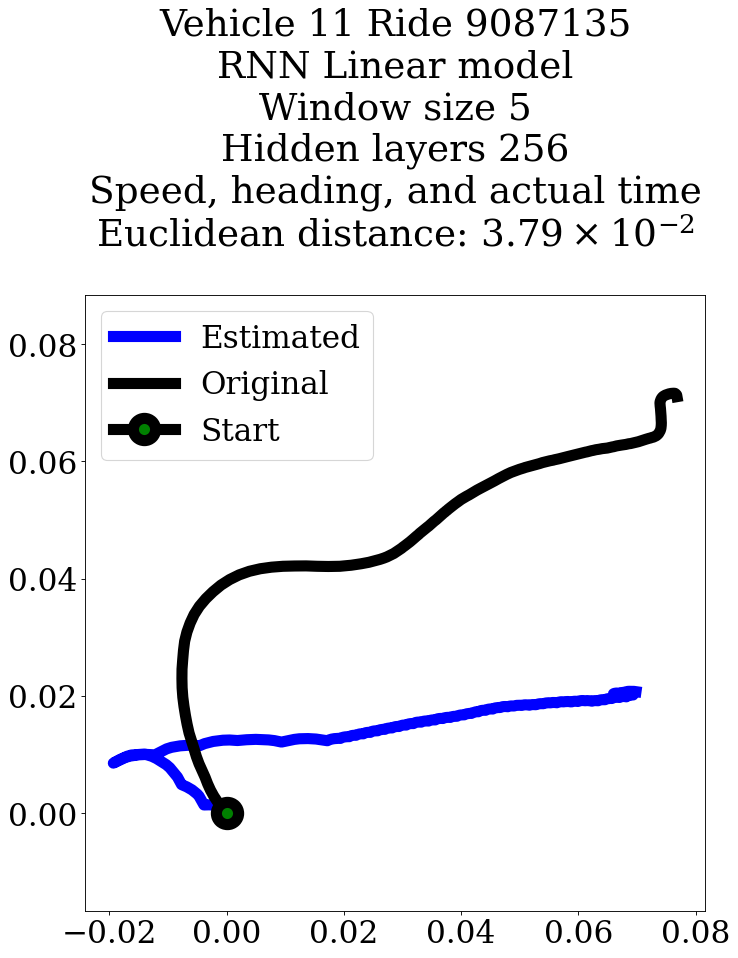 Vehicle 11 Ride 9087135
RNN Linear model
Window size 5
Hidden layers 256
Speed, heading, and actual time
Euclidean distance: 3.79 × 10⁻²
Estimated
Original
Start
0.08
0.06
0.04
0.02
0.00
−0.02 0.00 0.02 0.04 0.06 0.08